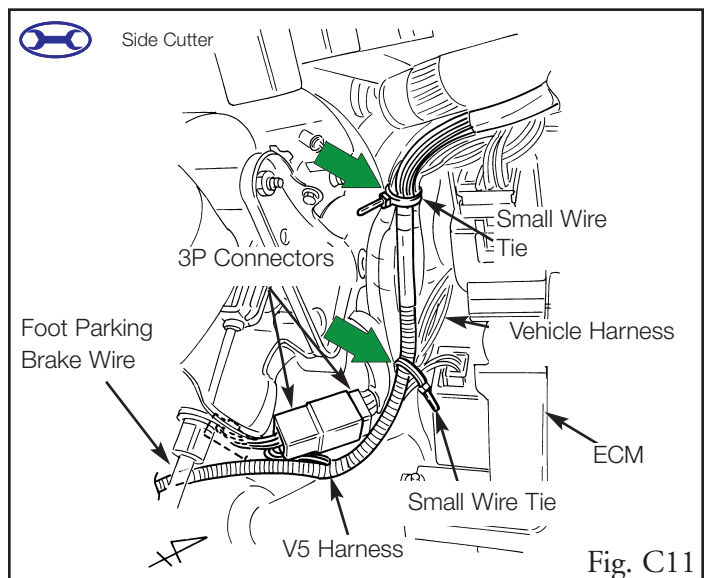 Side Cutter
Small Wire
Tie
3P Connectors
Foot Parking
Brake Wire
Vehicle Harness
ECM
Small Wire Tie
V5 Harness
Fig. C11